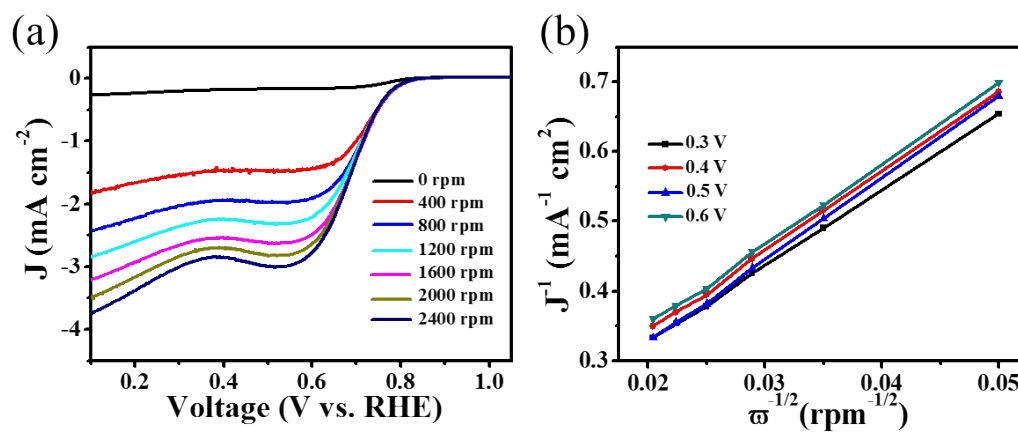 (a)
0
-1
-2
-3
-4
J (mA cm⁻²)
0 rpm
400 rpm
800 rpm
1200 rpm
1600 rpm
2000 rpm
2400 rpm
0.2 0.4 0.6 0.8 1.0
Voltage (V vs. RHE)
(b)
0.7
0.6
0.5
0.4
0.3
J⁻¹ (mA⁻¹ cm²)
0.3 V
0.4 V
0.5 V
0.6 V
0.02 0.03 0.04 0.05
ϖ⁻¹/²(rpm⁻¹/²)